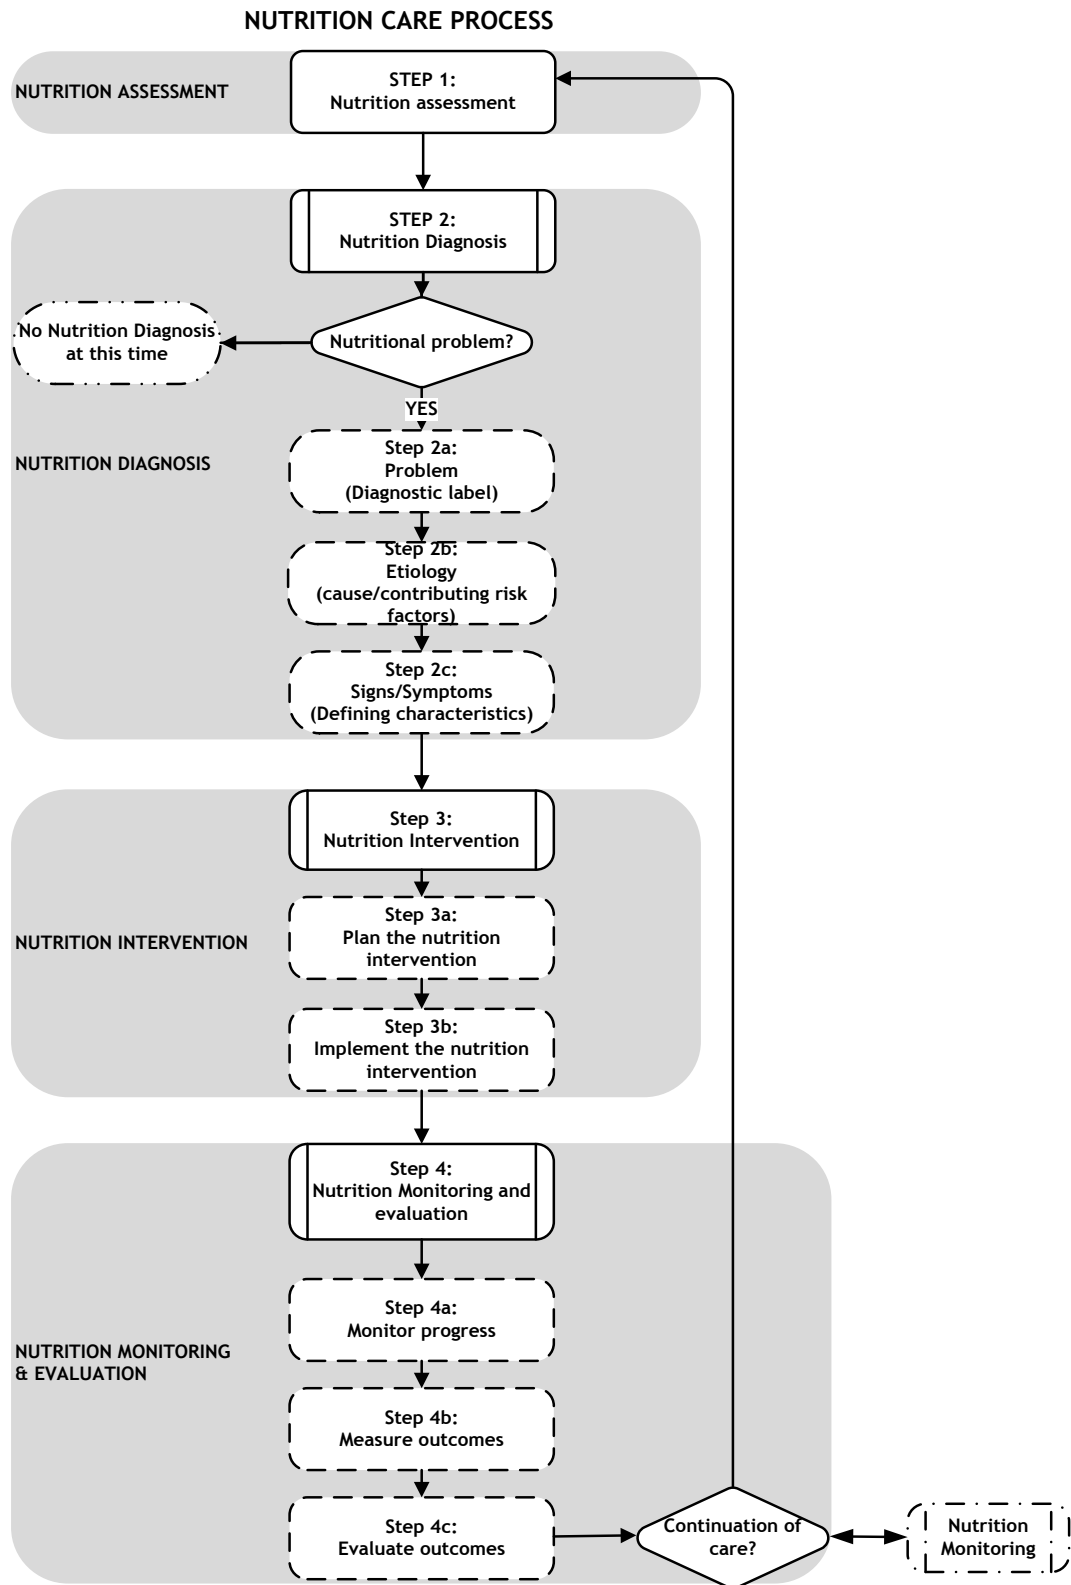 NUTRITION CARE PROCESS
NUTRITION ASSESSMENT
STEP 1:
Nutrition assessment
STEP 2:
Nutrition Diagnosis
No Nutrition Diagnosis
at this time
Nutritional problem?
YES
NUTRITION DIAGNOSIS
Step 2a:
Problem
(Diagnostic label)
Step 2b:
Etiology
(cause/contributing risk
factors)
Step 2c:
Signs/Symptoms
(Defining characteristics)
Step 3:
Nutrition Intervention
NUTRITION INTERVENTION
Step 3a:
Plan the nutrition
intervention
Step 3b:
Implement the nutrition
intervention
Step 4:
Nutrition Monitoring and
evaluation
NUTRITION MONITORING
& EVALUATION
Step 4a:
Monitor progress
Step 4b:
Measure outcomes
Step 4c:
Evaluate outcomes
Continuation of
care?
Nutrition
Monitoring